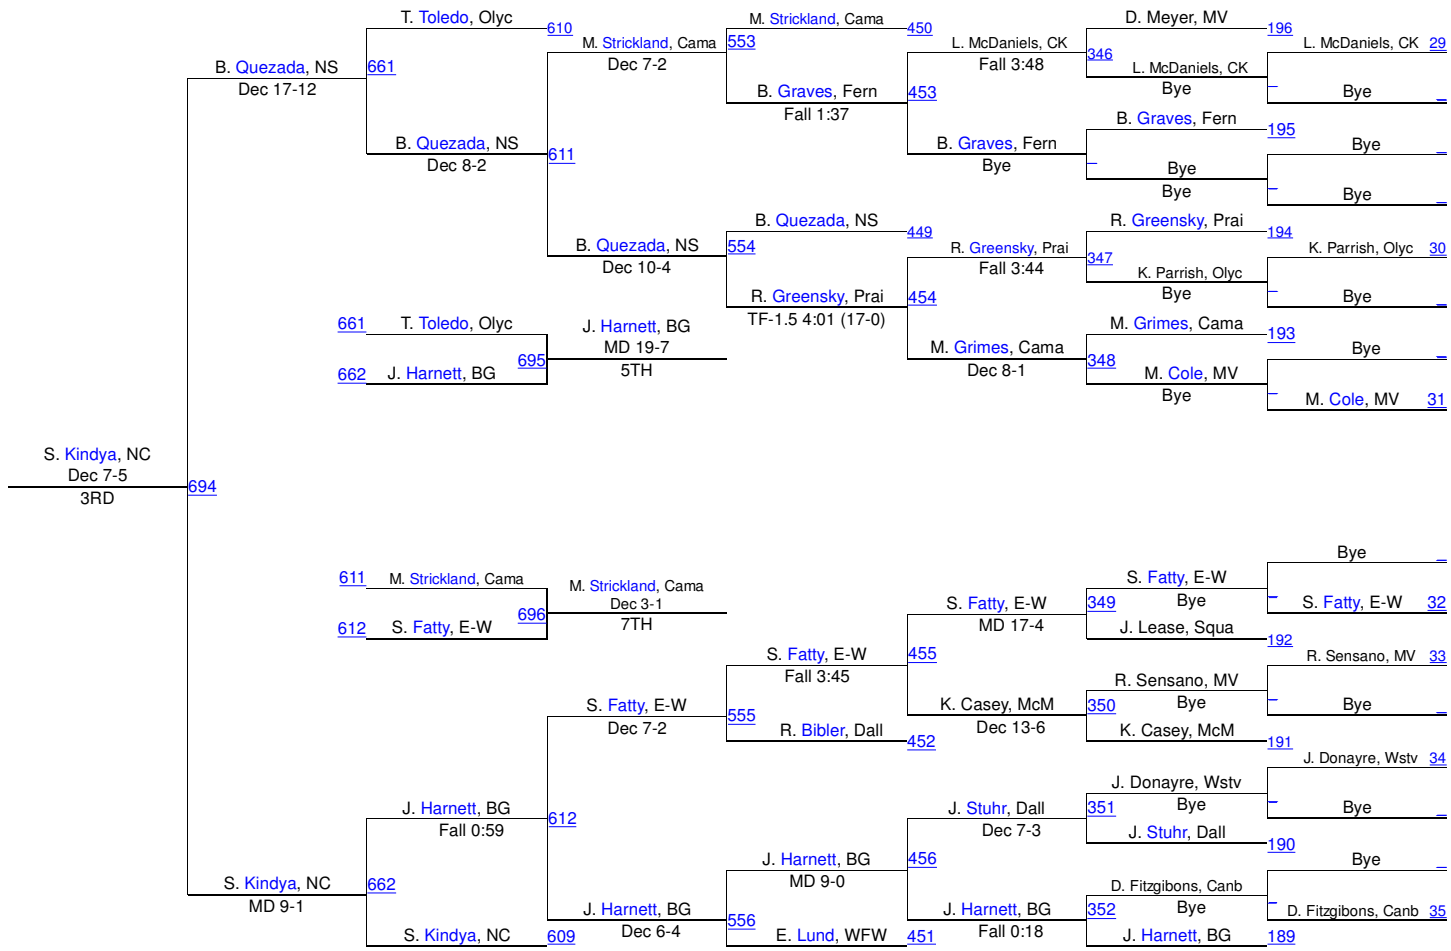 T. Toledo, Olyc
610
M. Strickland, Cama
450
D. Meyer, MV
196
M. Strickland, Cama
553
Dec 7-2
L. McDaniels, CK
346
Fall 3:48
L. McDaniels, CK 29
B. Quezada, NS
661
Dec 17-12
L. McDaniels, CK
Bye
_
Bye _
B. Graves, Fern
453
Fall 1:37
B. Graves, Fern
195
B. Quezada, NS
611
Dec 8-2
B. Graves, Fern
Bye
_
Bye _
Bye
Bye
_
Bye _
B. Quezada, NS
449
R. Greensky, Prai
194
B. Quezada, NS
554
Dec 10-4
R. Greensky, Prai
347
Fall 3:44
K. Parrish, Olyc 30
K. Parrish, Olyc
Bye
_
Bye _
R. Greensky, Prai
454
TF-1.5 4:01 (17-0)
661 T. Toledo, Olyc
J. Harnett, BG
MD 19-7
5TH
695
662 J. Harnett, BG
M. Grimes, Cama
193
M. Grimes, Cama
348
Dec 8-1
Bye _
M. Cole, MV
Bye
_
M. Cole, MV 31
S. Kindya, NC
Dec 7-5
3RD
694
Bye _
611 M. Strickland, Cama
M. Strickland, Cama
Dec 3-1
7TH
696
612 S. Fatty, E-W
S. Fatty, E-W
Bye
_
S. Fatty, E-W 32
S. Fatty, E-W
349
MD 17-4
J. Lease, Squa
192
S. Fatty, E-W
455
Fall 3:45
R. Sensano, MV 33
R. Sensano, MV
Bye
_
Bye _
S. Fatty, E-W
555
Dec 7-2
K. Casey, McM
350
Dec 13-6
R. Bibler, Dall
452
K. Casey, McM
191
J. Donayre, Wstv 34
J. Donayre, Wstv
Bye
_
Bye _
J. Harnett, BG
612
Fall 0:59
J. Stuhr, Dall
351
Dec 7-3
J. Stuhr, Dall
190
J. Harnett, BG
456
MD 9-0
Bye _
S. Kindya, NC
662
MD 9-1
D. Fitzgibons, Canb
Bye
_
D. Fitzgibons, Canb 35
J. Harnett, BG
556
Dec 6-4
J. Harnett, BG
352
Fall 0:18
S. Kindya, NC
609
E. Lund, WFW
451
J. Harnett, BG
189